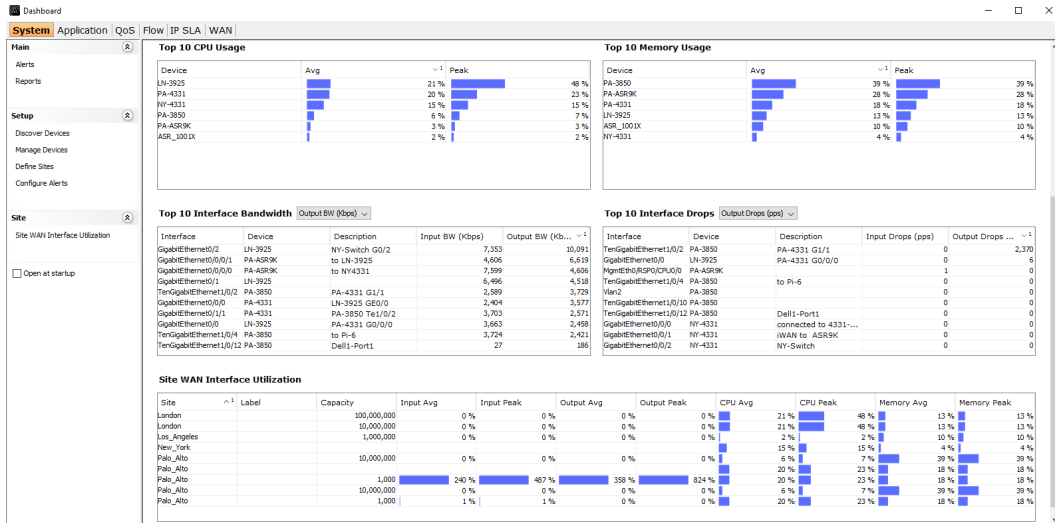 Dashboard
System Application QoS Flow IP SLA WAN
Main
Alerts
Reports
Setup
Discover Devices
Manage Devices
Define Sites
Configure Alerts
Site
Site WAN Interface Utilization
Open at startup
Top 10 CPU Usage
Device Avg 1 Peak
LN-3925 21 % 48 %
PA-4331 20 % 23 %
NY-4331 15 % 15 %
PA-3850 6 % 7 %
PA-ASR9K 3 % 3 %
ASR_1001X 2 % 2 %
Top 10 Memory Usage
Device Avg 1 Peak
PA-3850 39 % 39 %
PA-ASR9K 28 % 28 %
PA-4331 18 % 18 %
LN-3925 13 % 13 %
ASR_1001X 10 % 10 %
NY-4331 4 % 4 %
Top 10 Interface Bandwidth Output BW (Kbps)
Interface Device Description Input BW (Kbps) Output BW (Kb... 1
GigabitEthernet0/2 LN-3925 NY-Switch G0/2 7,353 10,091
GigabitEthernet0/0/0/1 PA-ASR9K to LN-3925 4,606 6,619
GigabitEthernet0/0/0/0 PA-ASR9K to NY4331 7,599 4,606
GigabitEthernet0/1 LN-3925 6,496 4,518
TenGigabitEthernet1/0/2 PA-3850 PA-4331 G1/1 2,589 3,729
GigabitEthernet0/0/0 PA-4331 LN-3925 GE0/0 2,404 3,577
GigabitEthernet0/1/1 PA-4331 PA-3850 Te1/0/2 3,703 2,571
GigabitEthernet0/0 LN-3925 PA-4331 G0/0/0 3,663 2,458
TenGigabitEthernet1/0/4 PA-3850 to Pi-6 3,724 2,421
TenGigabitEthernet1/0/12 PA-3850 Dell1-Port1 27 186
Top 10 Interface Drops Output Drops (pps)
Interface Device Description Input Drops (pps) Output Drops ... 1
TenGigabitEthernet1/0/2 PA-3850 PA-4331 G1/1 0 2,370
GigabitEthernet0/0 LN-3925 PA-4331 G0/0/0 0 6
MgmtEth0/RSP0/CPU0/0 PA-ASR9K 1 0
TenGigabitEthernet1/0/4 PA-3850 to Pi-6 0 0
Vlan2 PA-3850 0 0
TenGigabitEthernet1/0/10 PA-3850 0 0
TenGigabitEthernet1/0/12 PA-3850 Dell1-Port1 0 0
GigabitEthernet0/0/0 NY-4331 connected to 4331-... 0 0
GigabitEthernet0/0/1 NY-4331 iWAN to ASR9K 0 0
GigabitEthernet0/0/2 NY-4331 NY-Switch 0 0
Site WAN Interface Utilization
Site 1 Label Capacity Input Avg Input Peak Output Avg Output Peak CPU Avg CPU Peak Memory Avg Memory Peak
London 100,000,000 0 % 0 % 0 % 0 % 21 % 48 % 13 % 13 %
London 10,000,000 0 % 0 % 0 % 0 % 21 % 48 % 13 % 13 %
Los_Angeles 1,000,000 0 % 0 % 0 % 0 % 2 % 2 % 10 % 10 %
New_York 15 % 15 % 4 % 4 %
Palo_Alto 10,000,000 0 % 0 % 0 % 0 % 6 % 7 % 39 % 39 %
Palo_Alto 20 % 23 % 18 % 18 %
Palo_Alto 1,000 240 % 487 % 358 % 824 % 20 % 23 % 18 % 18 %
Palo_Alto 10,000,000 0 % 0 % 0 % 0 % 6 % 7 % 39 % 39 %
Palo_Alto 1,000 1 % 1 % 0 % 0 % 20 % 23 % 18 % 18 %